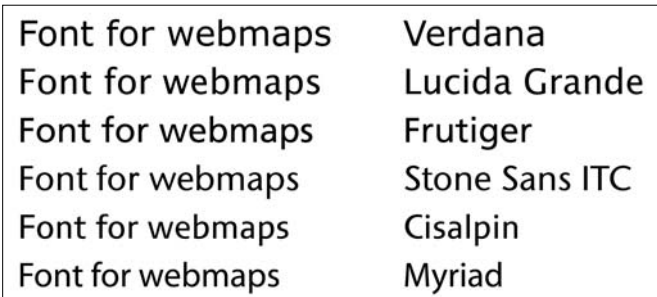 Font for webmaps Verdana
Font for webmaps Lucida Grande
Font for webmaps Frutiger
Font for webmaps Stone Sans ITC
Font for webmaps Cisalpin
Font for webmaps Myriad